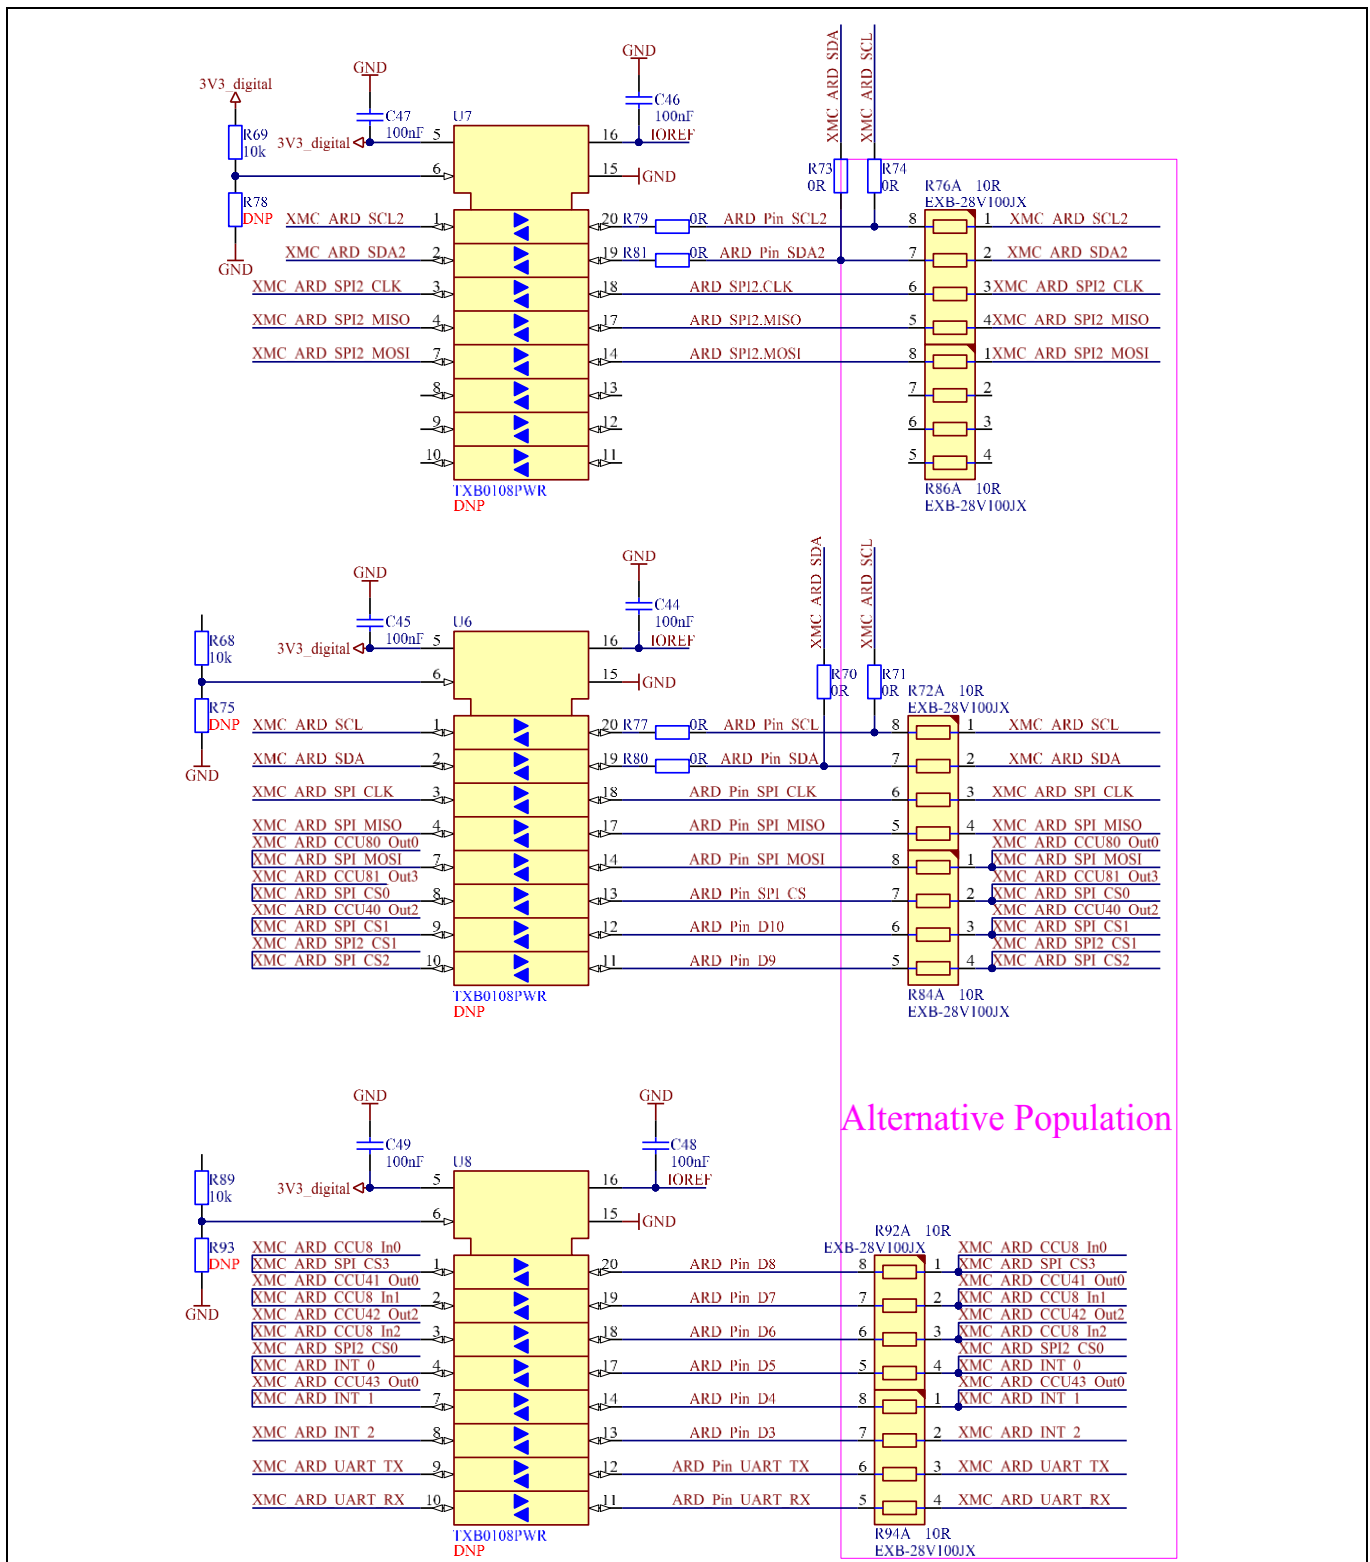 GND
GND
XMC_ARD_SDA
XMC_ARD_SCL
3V3_digital
C47
100nF
U7
C46
100nF
R69
10k
3V3_digital
5
16
IOREF
6
15
GND
R73
0R
R74
0R
R76A 10R
EXB-28V100JX
R78
DNP
GND
XMC_ARD_SCL2 1 20 R79 0R ARD_Pin_SCL2 8 1 XMC_ARD_SCL2
XMC_ARD_SDA2 2 19 R81 0R ARD_Pin_SDA2 7 2 XMC_ARD_SDA2
XMC_ARD_SPI2_CLK 3 18 ARD_SPI2.CLK 6 3 XMC_ARD_SPI2_CLK
XMC_ARD_SPI2_MISO 4 17 ARD_SPI2.MISO 5 4 XMC_ARD_SPI2_MISO
XMC_ARD_SPI2_MOSI 7 14 ARD_SPI2.MOSI 8 1 XMC_ARD_SPI2_MOSI
8 13 7 2
9 12 6 3
10 11 5 4
TXB0108PWR
DNP
R86A 10R
EXB-28V100JX
GND
GND
XMC_ARD_SDA
XMC_ARD_SCL
C45
100nF
U6
C44
100nF
R68
10k
3V3_digital
5
16
IOREF
6
15
GND
R70
0R
R71
0R
R72A 10R
EXB-28V100JX
R75
DNP
GND
XMC_ARD_SCL 1 20 R77 0R ARD_Pin_SCL 8 1 XMC_ARD_SCL
XMC_ARD_SDA 2 19 R80 0R ARD_Pin_SDA 7 2 XMC_ARD_SDA
XMC_ARD_SPI_CLK 3 18 ARD_Pin_SPI_CLK 6 3 XMC_ARD_SPI_CLK
XMC_ARD_SPI_MISO 4 17 ARD_Pin_SPI_MISO 5 4 XMC_ARD_SPI_MISO
XMC_ARD_CCU80_Out0 XMC_ARD_CCU80_Out0
XMC_ARD_SPI_MOSI 7 14 ARD_Pin_SPI_MOSI 8 1 XMC_ARD_SPI_MOSI
XMC_ARD_CCU81_Out3 XMC_ARD_CCU81_Out3
XMC_ARD_SPI_CS0 8 13 ARD_Pin_SPI_CS 7 2 XMC_ARD_SPI_CS0
XMC_ARD_CCU40_Out2 XMC_ARD_CCU40_Out2
XMC_ARD_SPI_CS1 9 12 ARD_Pin_D10 6 3 XMC_ARD_SPI_CS1
XMC_ARD_SPI2_CS1 XMC_ARD_SPI2_CS1
XMC_ARD_SPI_CS2 10 11 ARD_Pin_D9 5 4 XMC_ARD_SPI_CS2
TXB0108PWR
DNP
R84A 10R
EXB-28V100JX
GND
GND
Alternative Population
C49
100nF
U8
C48
100nF
R89
10k
3V3_digital
5
16
IOREF
6
15
GND
R92A 10R
EXB-28V100JX
R93
DNP
GND
XMC_ARD_CCU8_In0 XMC_ARD_CCU8_In0
XMC_ARD_SPI_CS3 1 20 ARD_Pin_D8 8 1 XMC_ARD_SPI_CS3
XMC_ARD_CCU41_Out0 XMC_ARD_CCU41_Out0
XMC_ARD_CCU8_In1 2 19 ARD_Pin_D7 7 2 XMC_ARD_CCU8_In1
XMC_ARD_CCU42_Out2 XMC_ARD_CCU42_Out2
XMC_ARD_CCU8_In2 3 18 ARD_Pin_D6 6 3 XMC_ARD_CCU8_In2
XMC_ARD_SPI2_CS0 XMC_ARD_SPI2_CS0
XMC_ARD_INT_0 4 17 ARD_Pin_D5 5 4 XMC_ARD_INT_0
XMC_ARD_CCU43_Out0 XMC_ARD_CCU43_Out0
XMC_ARD_INT_1 7 14 ARD_Pin_D4 8 1 XMC_ARD_INT_1
XMC_ARD_INT_2 8 13 ARD_Pin_D3 7 2 XMC_ARD_INT_2
XMC_ARD_UART_TX 9 12 ARD_Pin_UART_TX 6 3 XMC_ARD_UART_TX
XMC_ARD_UART_RX 10 11 ARD_Pin_UART_RX 5 4 XMC_ARD_UART_RX
TXB0108PWR
DNP
R94A 10R
EXB-28V100JX